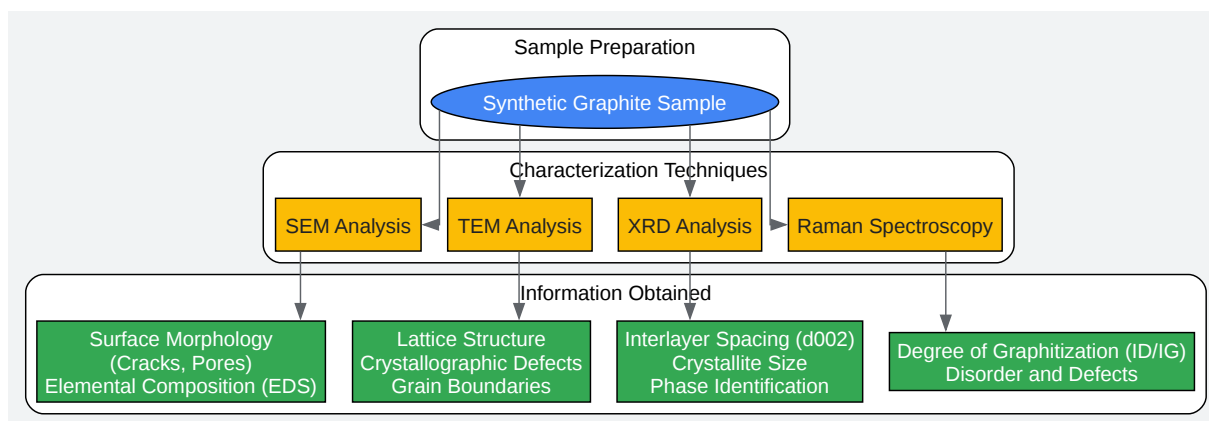 Sample Preparation
Synthetic Graphite Sample
Characterization Techniques
SEM Analysis
TEM Analysis
XRD Analysis
Raman Spectroscopy
Information Obtained
Surface Morphology
(Cracks, Pores)
Elemental Composition (EDS)
Lattice Structure
Crystallographic Defects
Grain Boundaries
Interlayer Spacing (d002)
Crystallite Size
Phase Identification
Degree of Graphitization (ID/IG)
Disorder and Defects